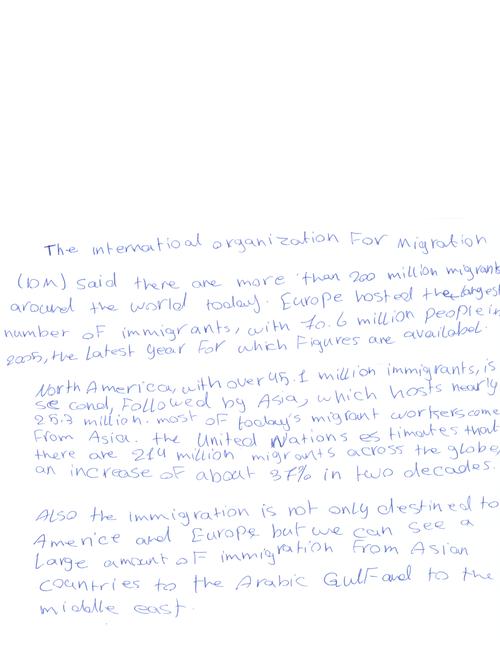 The internatioal organization For Migration
(IOM) said there are more than 200 million migrants
around the world today. Europe hosted the largest
number of immigrants, with 70.6 million people in
2005, the latest year For which Figures are availabel.
North America, with over 45.1 million immigrants, is
se cond, Followed by Asia, which hosts nearly
25.3 million. most of today's migrant workers come
From Asia. the United Nations es timates that
there are 214 million migrants across the globe,
an increase of about 37% in two decades.
Also the immigration is not only destined to
Americe and Europe but we can see a
Large amount of immigration From Asian
countries to the Arabic Gulf and to the
middle east.